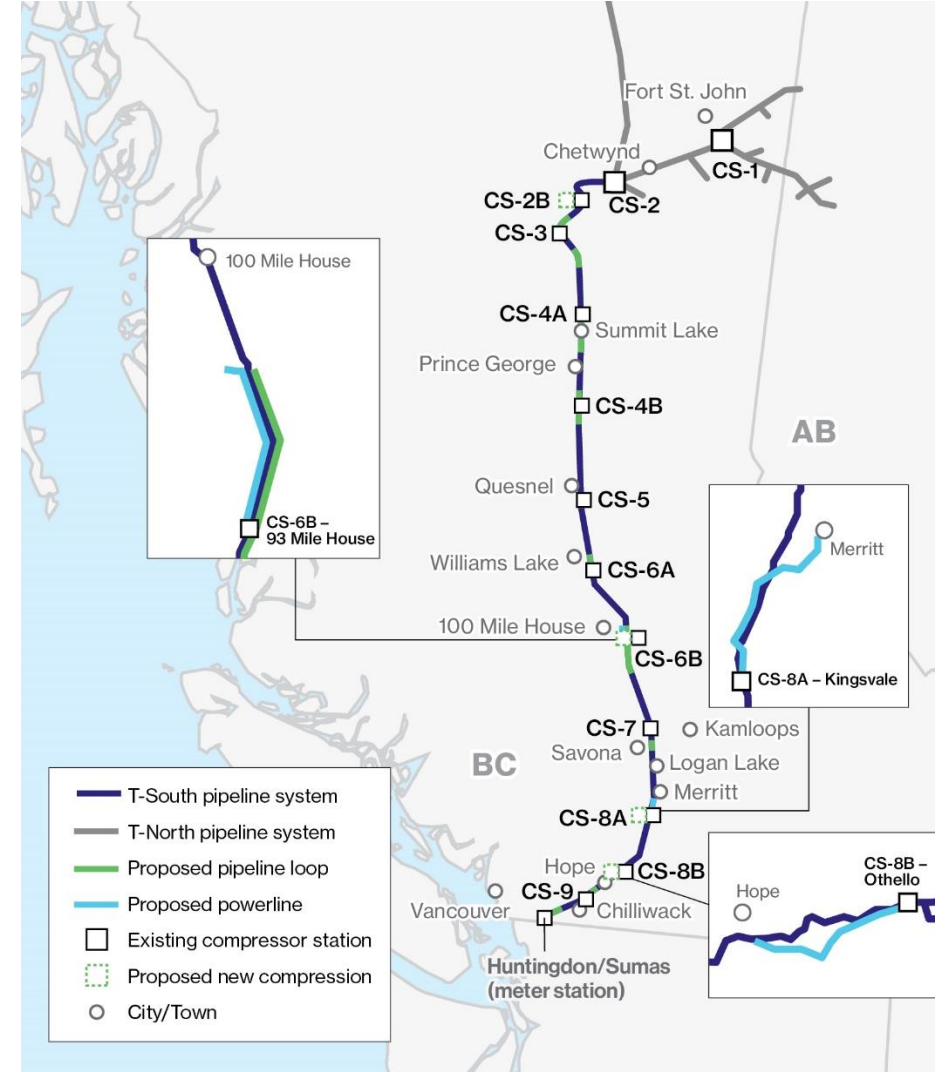 Fort St. John
Chetwynd
CS-1
CS-2B
CS-2
CS-3
100 Mile House
CS-4A
Summit Lake
Prince George
CS-4B
AB
Quesnel
CS-5
Merritt
CS-6B –
93 Mile House
Williams Lake
CS-6A
100 Mile House
CS-6B
CS-8A – Kingsvale
CS-7
Kamloops
Savona
BC
Logan Lake
Merritt
CS-8A
Hope
CS-8B
CS-8B –
Othello
CS-9
Hope
Vancouver
Chilliwack
Huntingdon/Sumas
(meter station)
T-South pipeline system
T-North pipeline system
Proposed pipeline loop
Proposed powerline
Existing compressor station
Proposed new compression
City/Town